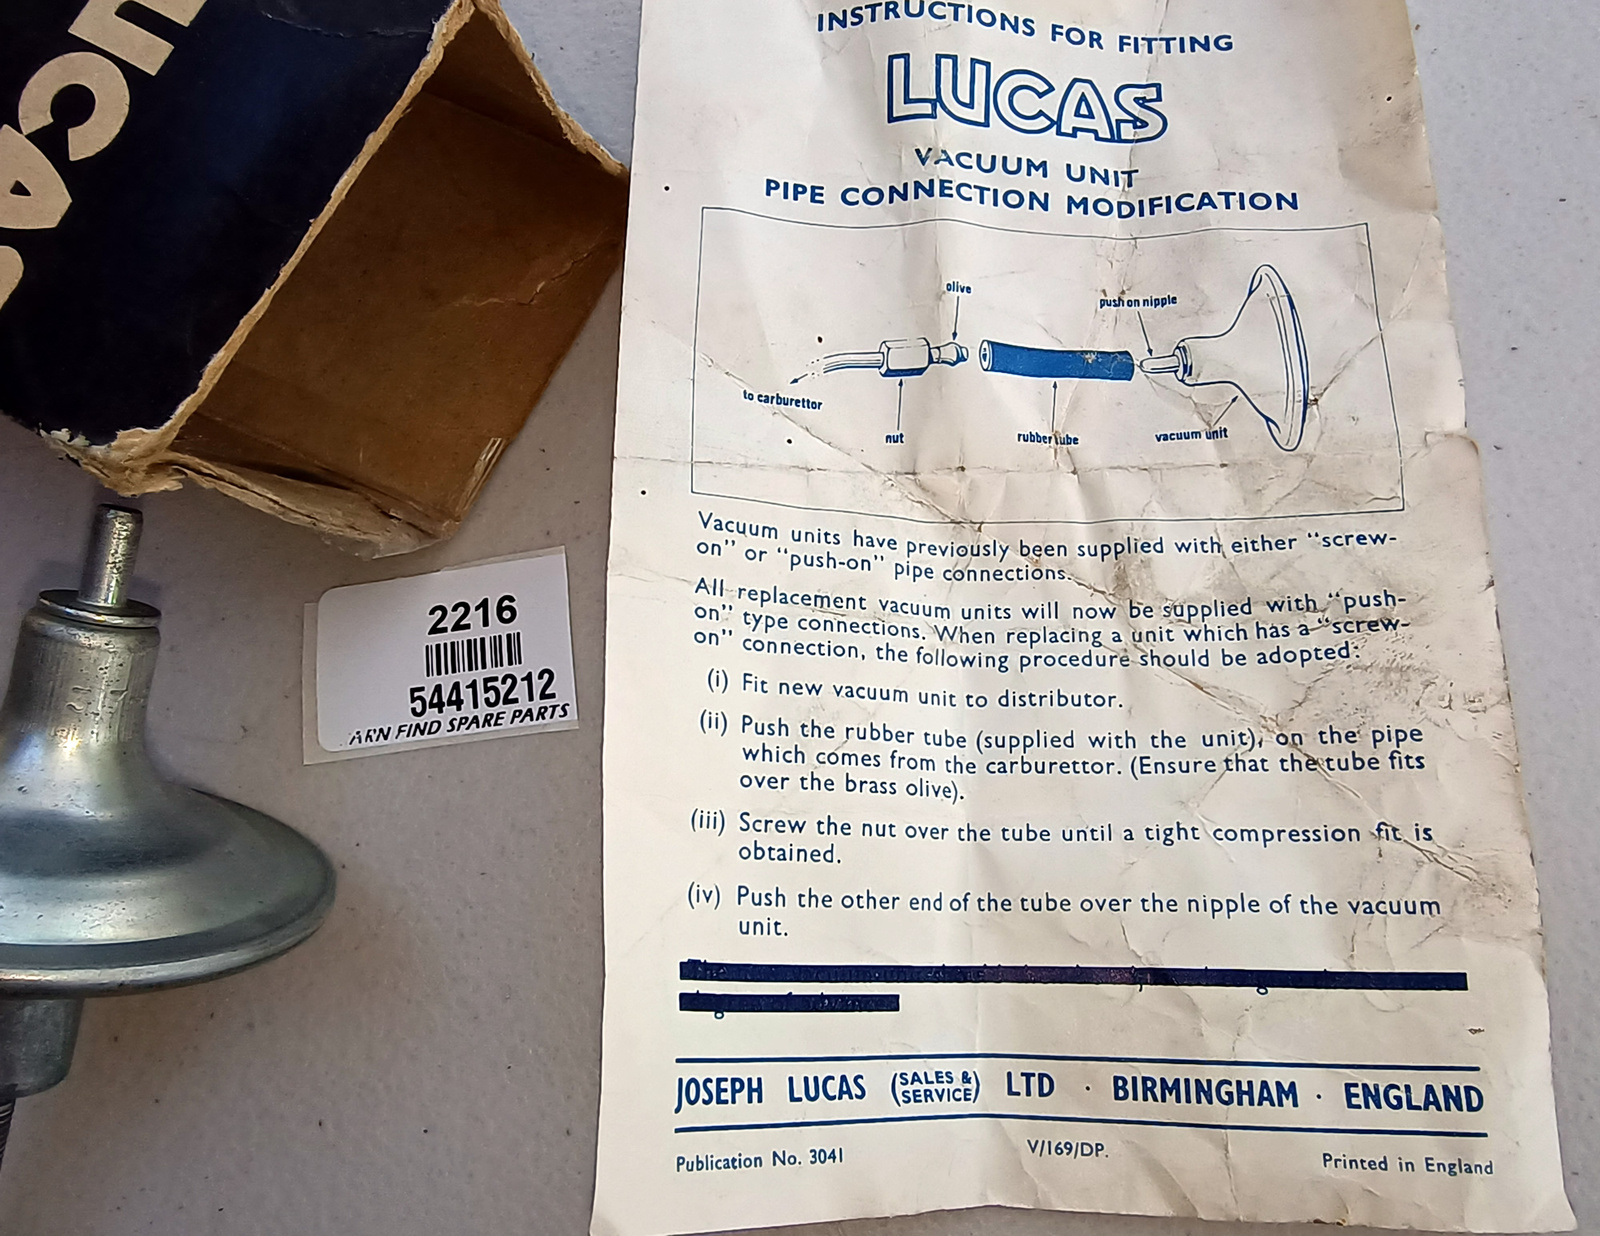 LUCAS
INSTRUCTIONS FOR FITTING
LUCAS
VACUUM UNIT
PIPE CONNECTION MODIFICATION
olive
push on nipple
to carburettor
nut
rubber tube
vacuum unit
Vacuum units have previously been supplied with either “screw-
on” or “push-on” pipe connections.
All replacement vacuum units will now be supplied with “push-
on” type connections. When replacing a unit which has a “screw-
on” connection, the following procedure should be adopted:
(i) Fit new vacuum unit to distributor.
(ii) Push the rubber tube (supplied with the unit), on the pipe
which comes from the carburettor. (Ensure that the tube fits
over the brass olive).
(iii) Screw the nut over the tube until a tight compression fit is
obtained.
(iv) Push the other end of the tube over the nipple of the vacuum
unit.
JOSEPH LUCAS (SALES & SERVICE) LTD · BIRMINGHAM · ENGLAND
Publication No. 3041 V/169/DP. Printed in England
2216
54415212
FIND SPARE PARTS